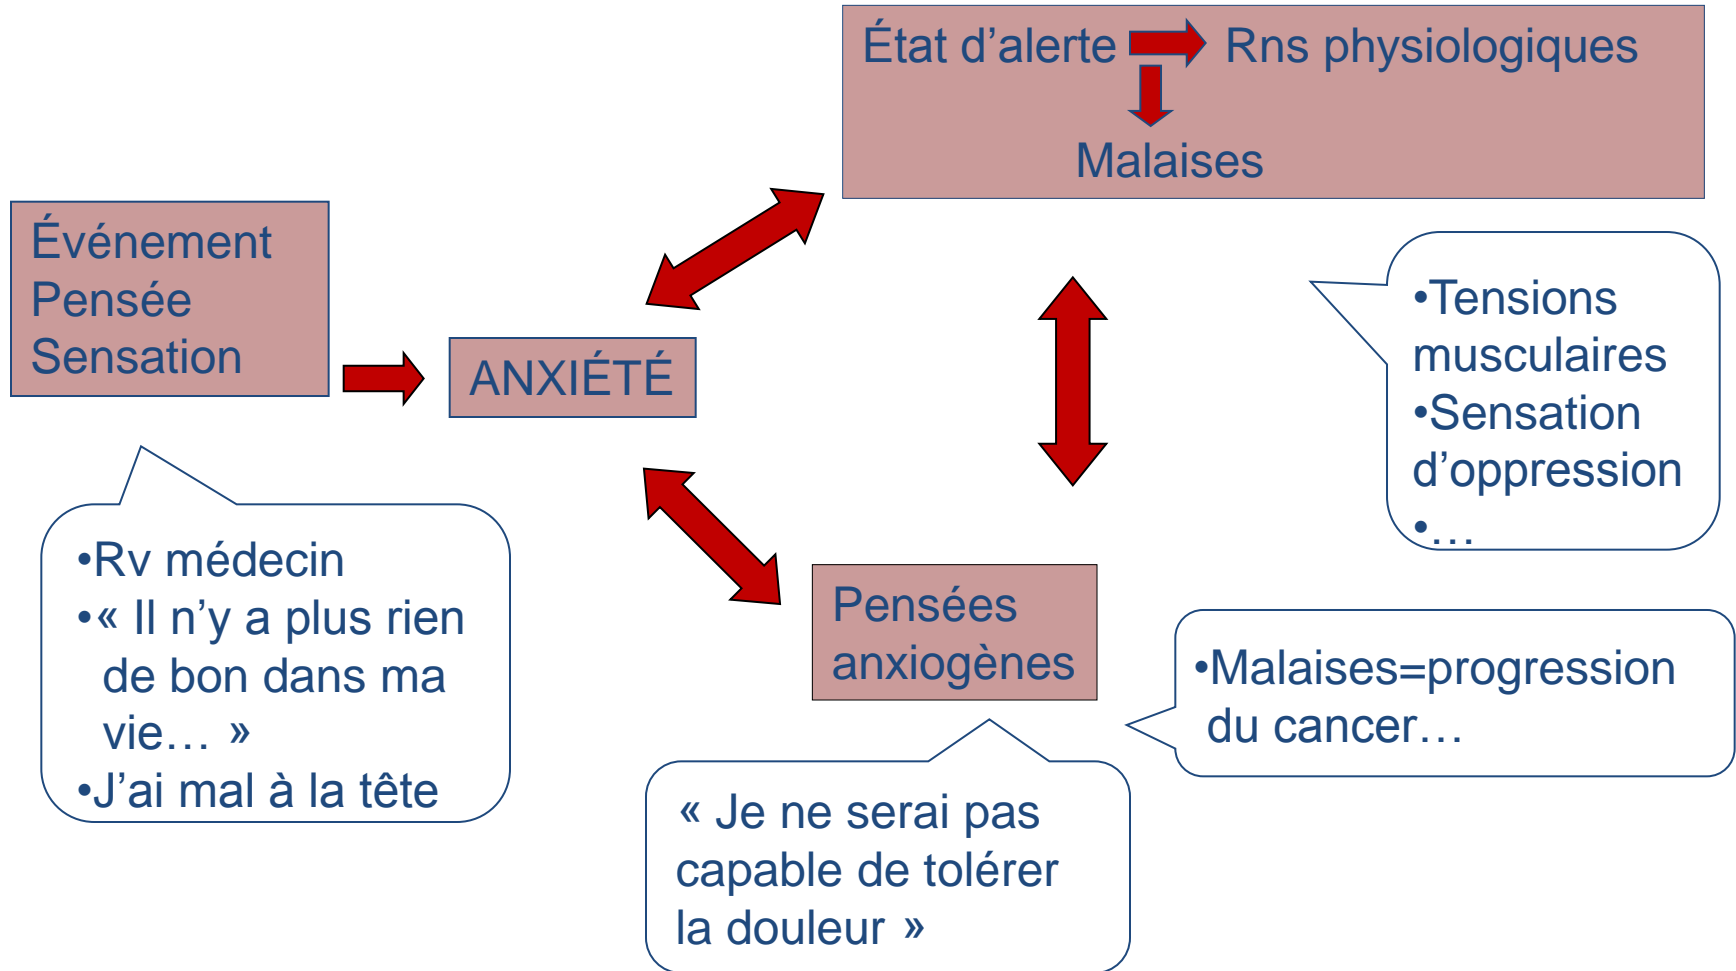 État d’alerte Rns physiologiques
Malaises
Événement
Pensée
Sensation
ANXIÉTÉ
•Tensions
musculaires
•Sensation
d’oppression
•…
•Rv médecin
•« Il n’y a plus rien
de bon dans ma
vie… »
•J’ai mal à la tête
Pensées
anxiogènes
•Malaises=progression
du cancer…
« Je ne serai pas
capable de tolérer
la douleur »